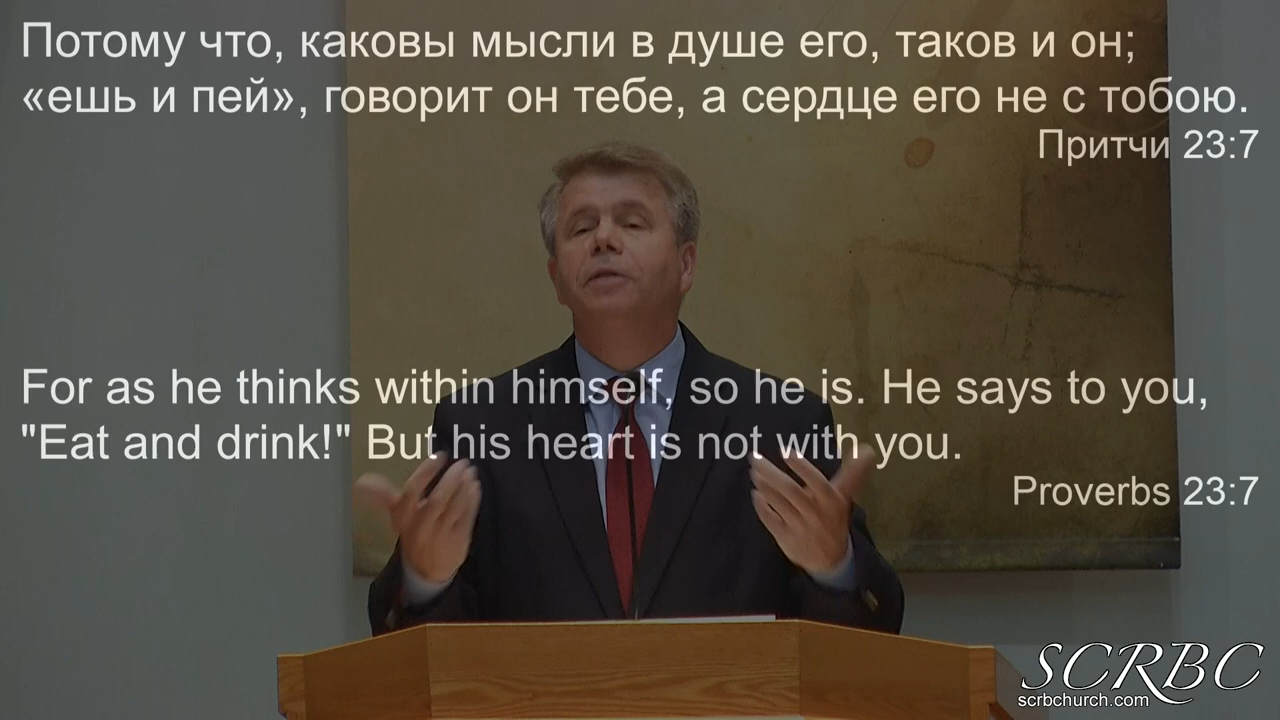 Потому что, каковы мысли в душе его, таков и он;
«ешь и пей», говорит он тебе, а сердце его не с тобою.
Притчи 23:7
For as he thinks within himself, so he is. He says to you,
"Eat and drink!" But his heart is not with you.
Proverbs 23:7
SCRBC
scrbchurch.com